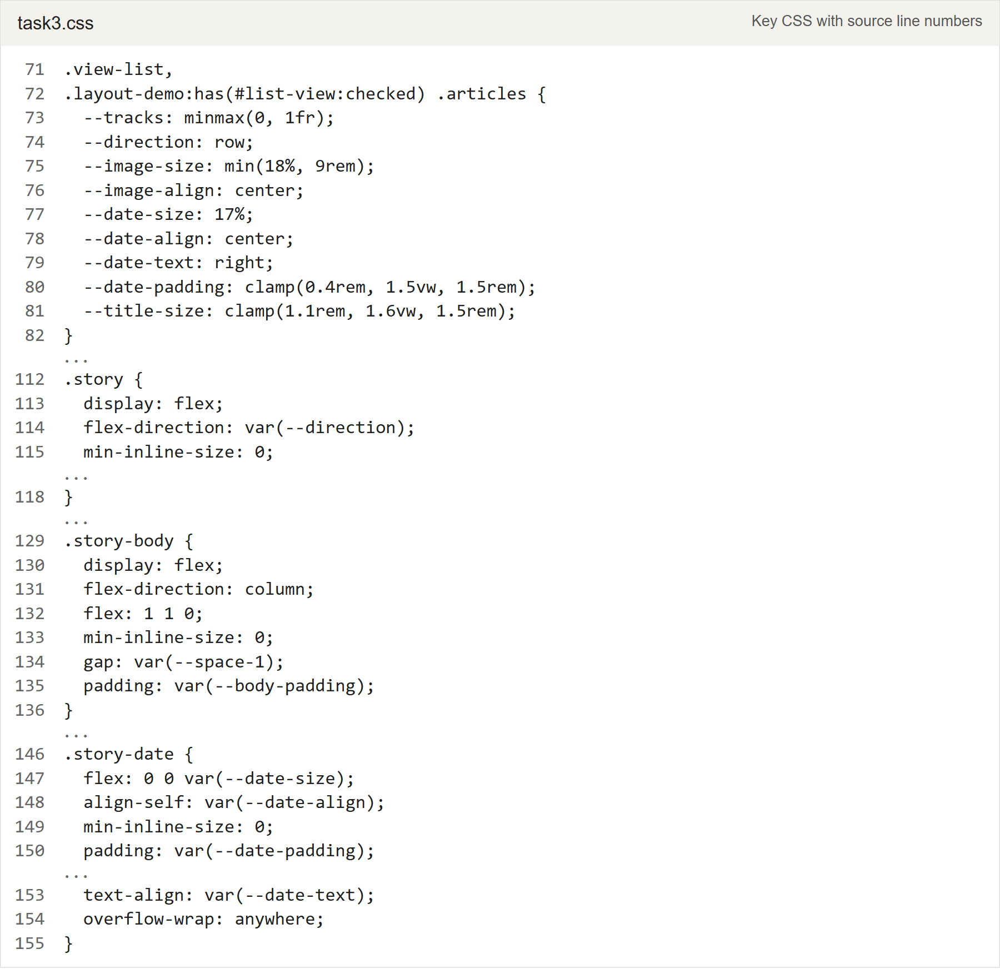 task3.css
Key CSS with source line numbers
71 .view-list,
72 .layout-demo:has(#list-view:checked) .articles {
73   --tracks: minmax(0, 1fr);
74   --direction: row;
75   --image-size: min(18%, 9rem);
76   --image-align: center;
77   --date-size: 17%;
78   --date-align: center;
79   --date-text: right;
80   --date-padding: clamp(0.4rem, 1.5vw, 1.5rem);
81   --title-size: clamp(1.1rem, 1.6vw, 1.5rem);
82 }
...
112 .story {
113   display: flex;
114   flex-direction: var(--direction);
115   min-inline-size: 0;
...
118 }
...
129 .story-body {
130   display: flex;
131   flex-direction: column;
132   flex: 1 1 0;
133   min-inline-size: 0;
134   gap: var(--space-1);
135   padding: var(--body-padding);
136 }
...
146 .story-date {
147   flex: 0 0 var(--date-size);
148   align-self: var(--date-align);
149   min-inline-size: 0;
150   padding: var(--date-padding);
...
153   text-align: var(--date-text);
154   overflow-wrap: anywhere;
155 }